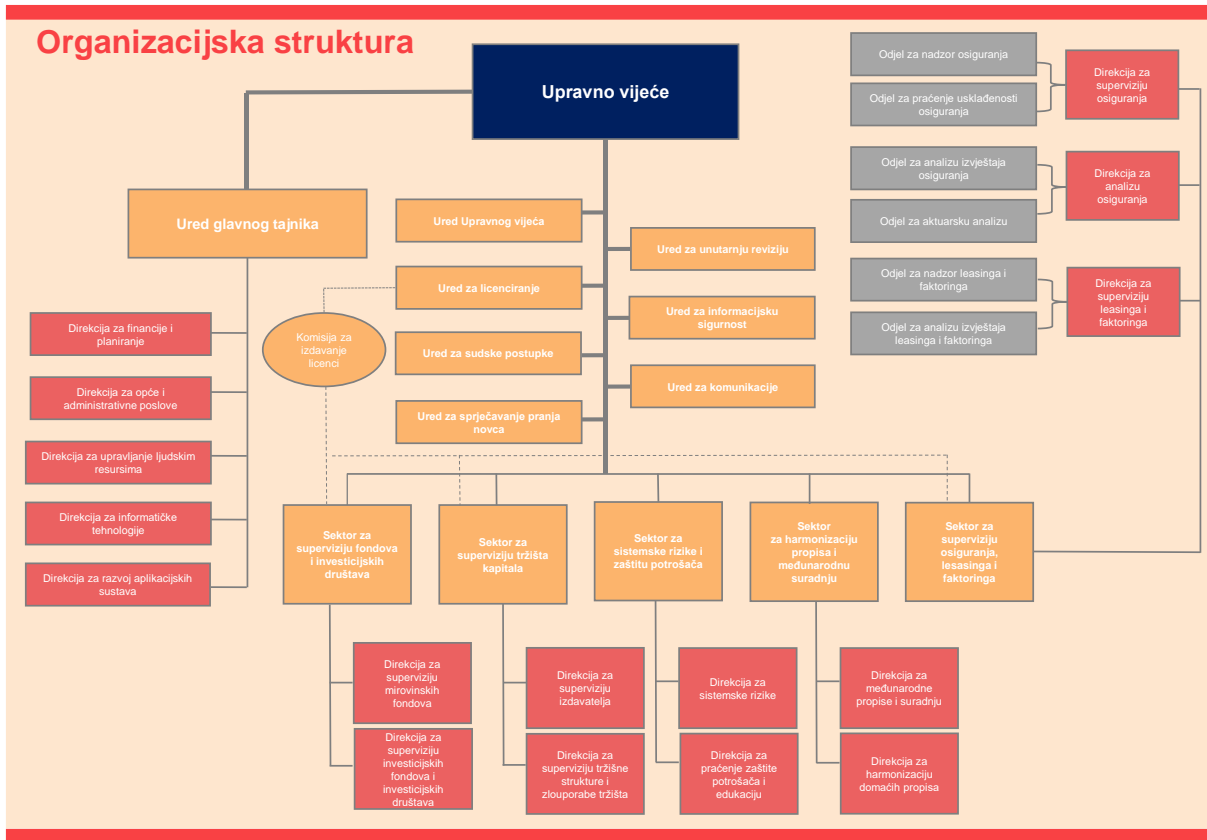 Organizacijska struktura
Upravno vijeće
Ured glavnog tajnika
Direkcija za financije i
planiranje
Direkcija za opće i
administrativne poslove
Direkcija za upravljanje ljudskim
resursima
Direkcija za informatičke
tehnologije
Direkcija za razvoj aplikacijskih
sustava
Komisija za
izdavanje
licenci
Ured Upravnog vijeća
Ured za licenciranje
Ured za sudske postupke
Ured za sprječavanje pranja
novca
Ured za unutarnju reviziju
Ured za informacijsku
sigurnost
Ured za komunikacije
Odjel za nadzor osiguranja
Odjel za praćenje usklađenosti
osiguranja
Direkcija za
superviziju
osiguranja
Odjel za analizu izvještaja
osiguranja
Odjel za aktuarsku analizu
Direkcija za
analizu
osiguranja
Odjel za nadzor leasinga i
faktoringa
Odjel za analizu izvještaja
leasinga i faktoringa
Direkcija za
superviziju
leasinga i
faktoringa
Sektor za
superviziju fondova
i investicijskih
društava
Sektor za
superviziju tržišta
kapitala
Sektor za
sistemske rizike i
zaštitu potrošača
Sektor
za harmonizaciju
propisa i
međunarodnu
suradnju
Sektor za
superviziju
osiguranja,
lesasinga i
faktoringa
Direkcija za
superviziju
mirovinskih
fondova
Direkcija za
superviziju
investicijskih
fondova i
investicijskih
društava
Direkcija za
superviziju
izdavatelja
Direkcija za
superviziju tržišne
strukture i
zlouporabe tržišta
Direkcija za
sistemske rizike
Direkcija za
praćenje zaštite
potrošača i
edukaciju
Direkcija za
međunarodne
propise i suradnju
Direkcija za
harmonizaciju
domaćih propisa